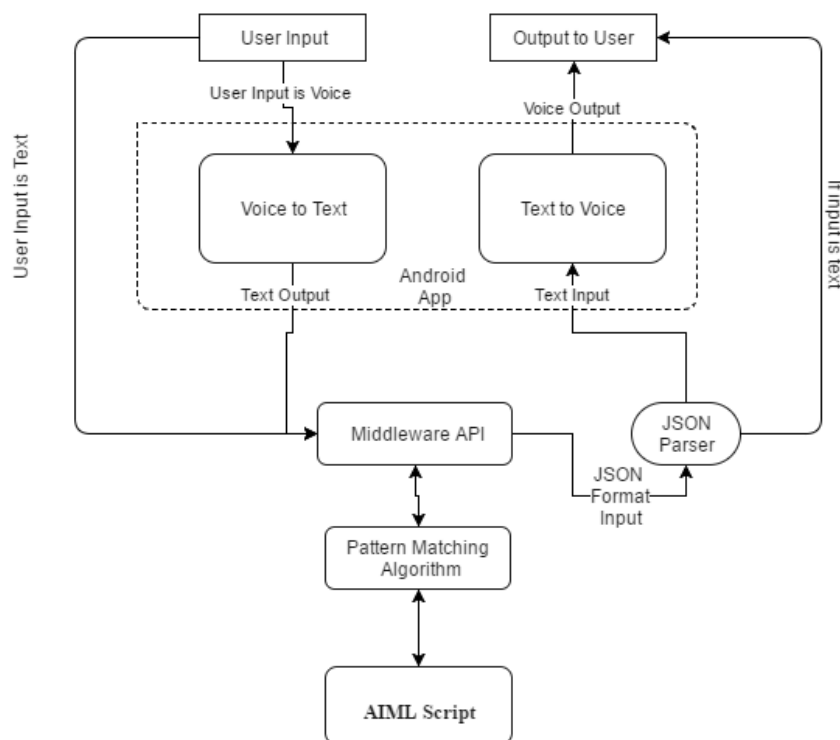 User Input
Output to User
User Input is Voice
Voice Output
User Input is Text
If input is text
Voice to Text
Text to Voice
Android
App
Text Output
Text Input
Middleware API
JSON
Parser
JSON
Format
Input
Pattern Matching
Algorithm
AIML Script